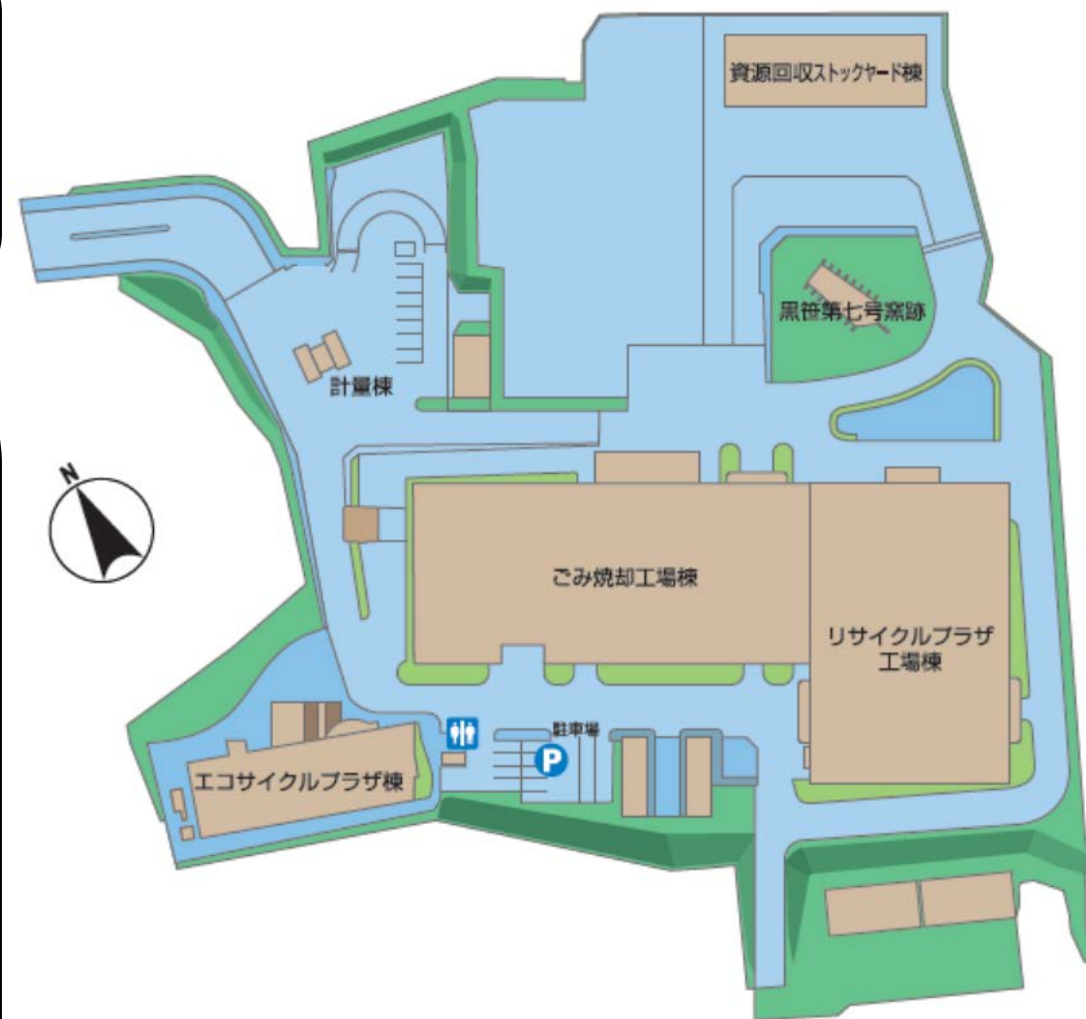 資源回収ストックヤード棟
黒笹第七号窯跡
計量棟
N
ごみ焼却工場棟
リサイクルプラザ
工場棟
駐車場
P
エコサイクルプラザ棟